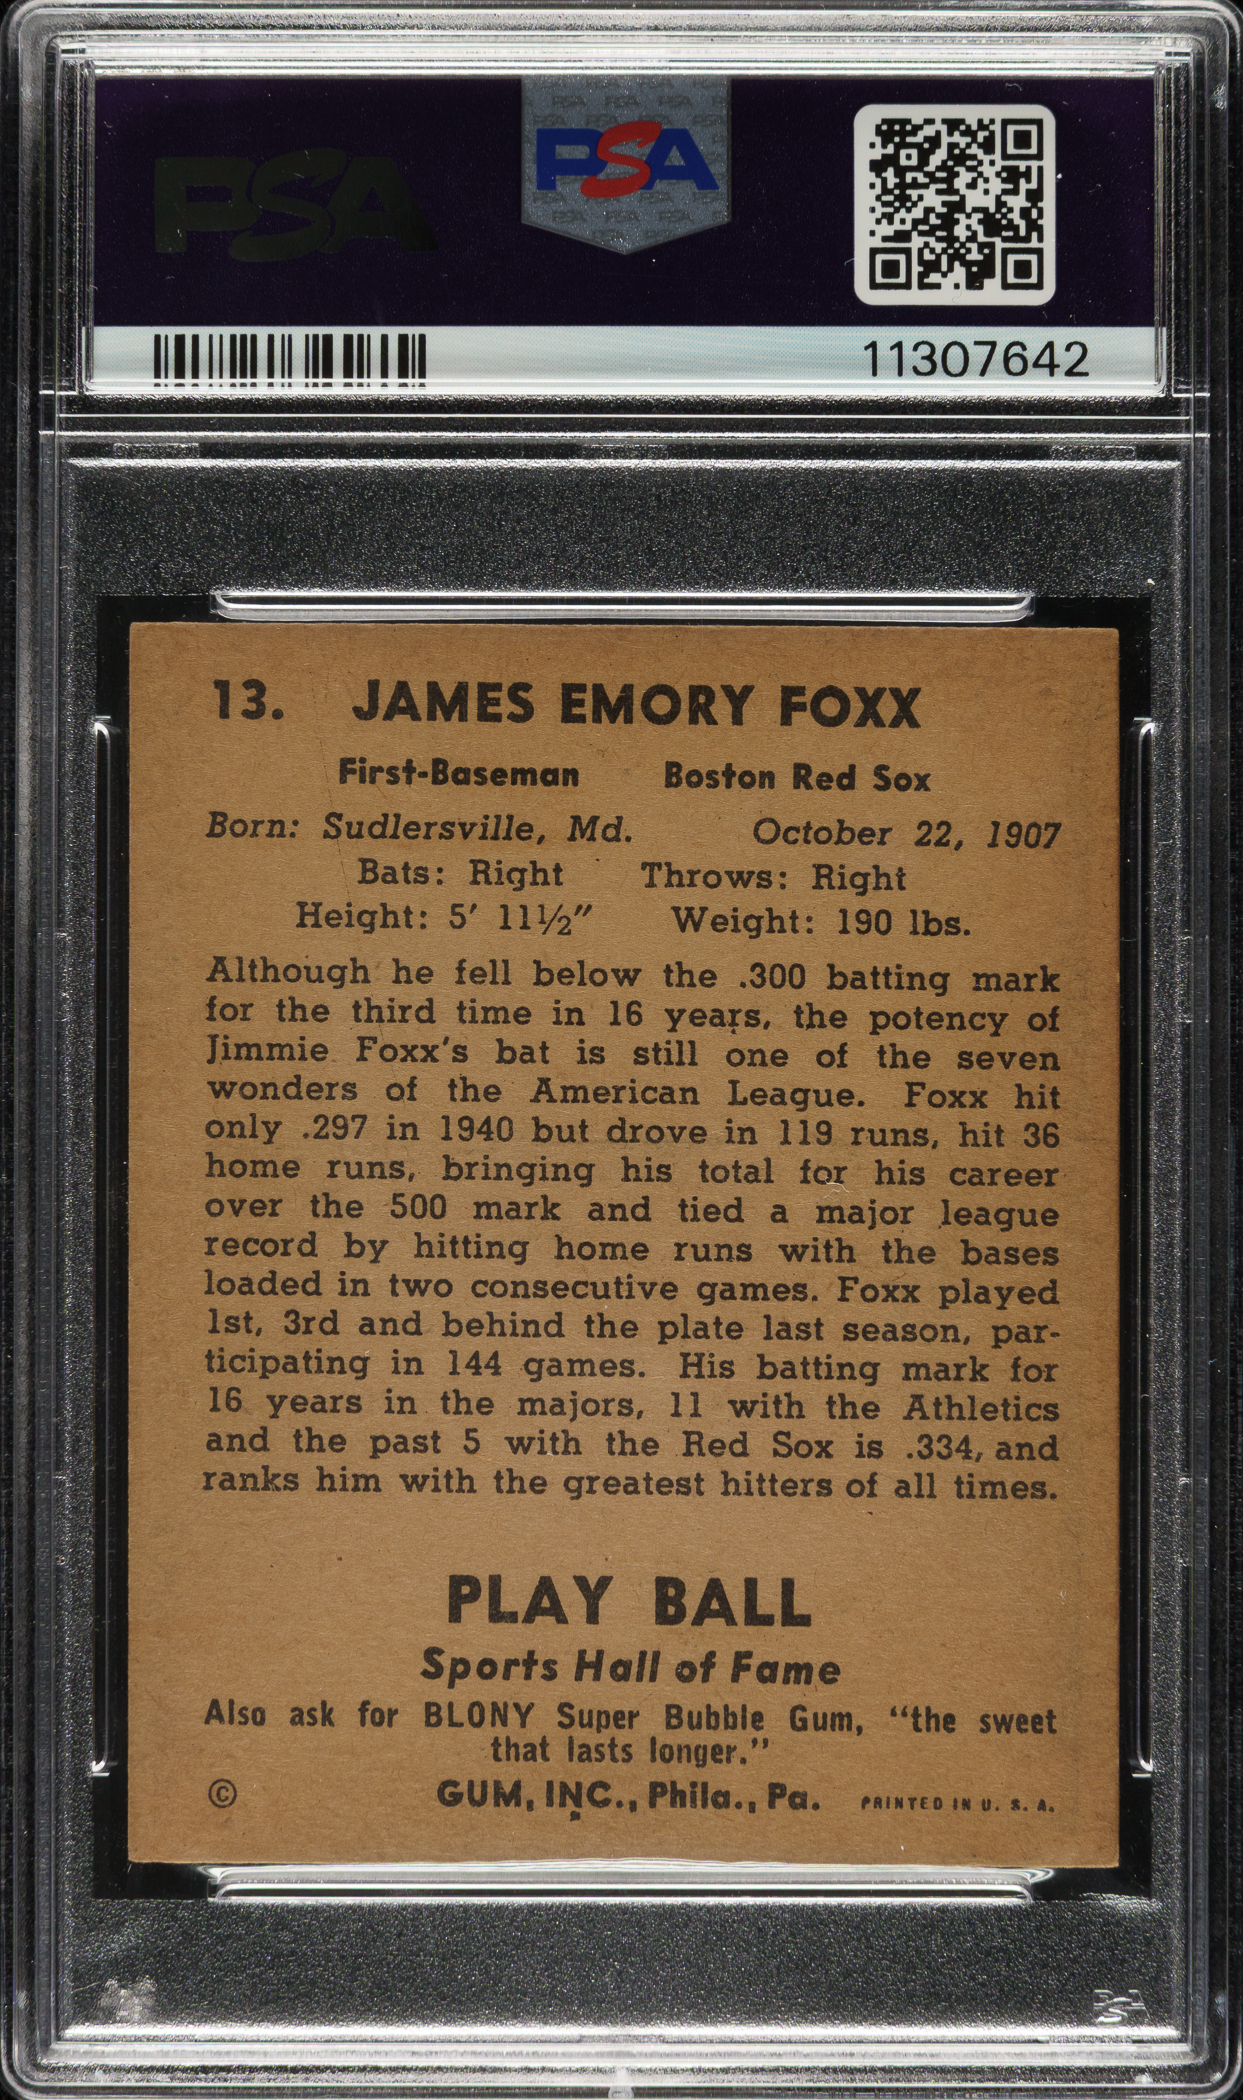 PSA
PSA
11307642
13. JAMES EMORY FOXX
First-Baseman Boston Red Sox
Born: Sudlersville, Md. October 22, 1907
Bats: Right Throws: Right
Height: 5′ 11½″ Weight: 190 lbs.
Although he fell below the .300 batting mark
for the third time in 16 years, the potency of
Jimmie Foxx's bat is still one of the seven
wonders of the American League. Foxx hit
only .297 in 1940 but drove in 119 runs, hit 36
home runs, bringing his total for his career
over the 500 mark and tied a major league
record by hitting home runs with the bases
loaded in two consecutive games. Foxx played
1st, 3rd and behind the plate last season, par-
ticipating in 144 games. His batting mark for
16 years in the majors, 11 with the Athletics
and the past 5 with the Red Sox is .334, and
ranks him with the greatest hitters of all times.
PLAY BALL
Sports Hall of Fame
Also ask for BLONY Super Bubble Gum, "the sweet
that lasts longer."
© GUM, INC., Phila., Pa. PRINTED IN U. S. A.
PSA